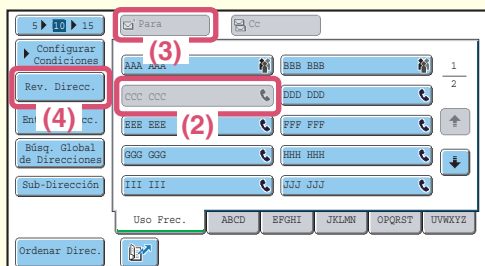 5 10 15
Para
Cc
(3)
Configurar
Condiciones
AAA AAA
BBB BBB
1
2
Rev. Direcc.
CCC CCC
DDD DDD
(4)
cc.
(2)
EEE EEE
FFF FFF
Búsq. Global
de Direcciones
GGG GGG
HHH HHH
Sub-Dirección
III III
JJJ JJJ
Uso Frec.
ABCD
EFGHI
JKLMN
OPQRST
UVWXYZ
Ordenar Direc.